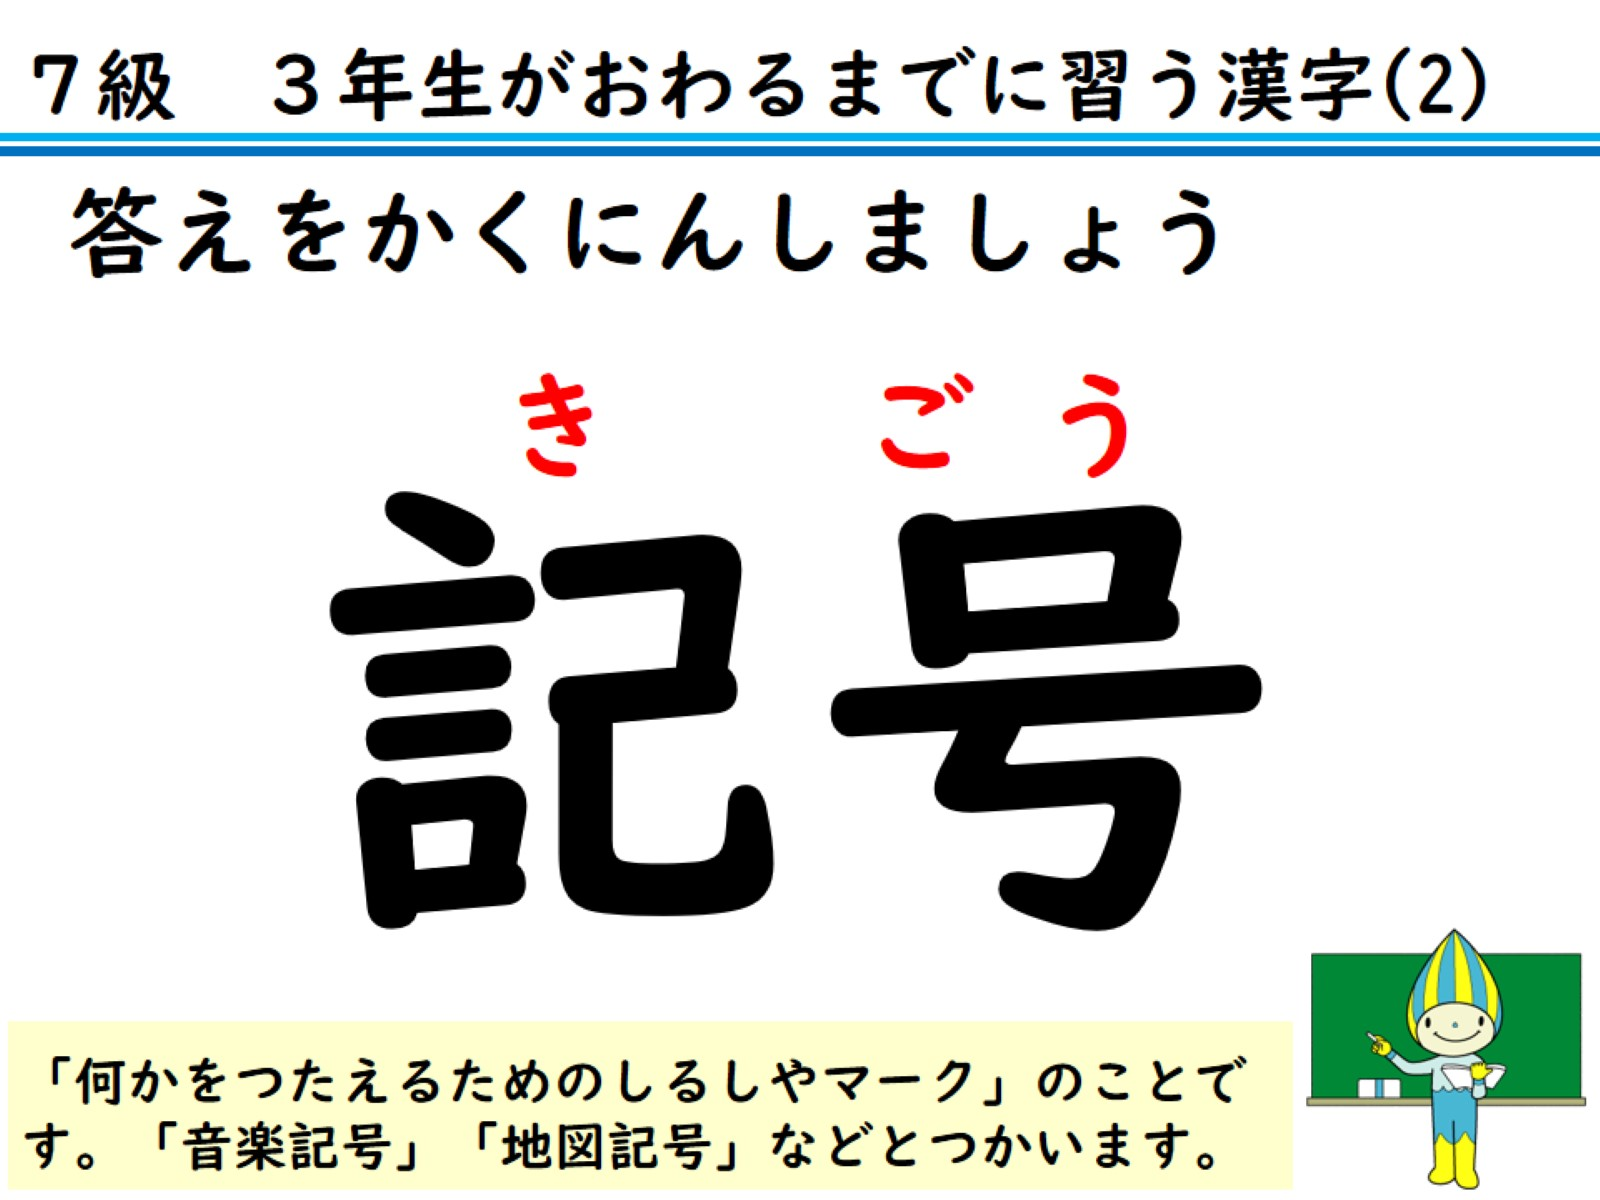 ７級　３年生がおわるまでに習う漢字(2)
答えをかくにんしましょう
き　ごう
記号
「何かをつたえるためのしるしやマーク」のことで
す。「音楽記号」「地図記号」などとつかいます。